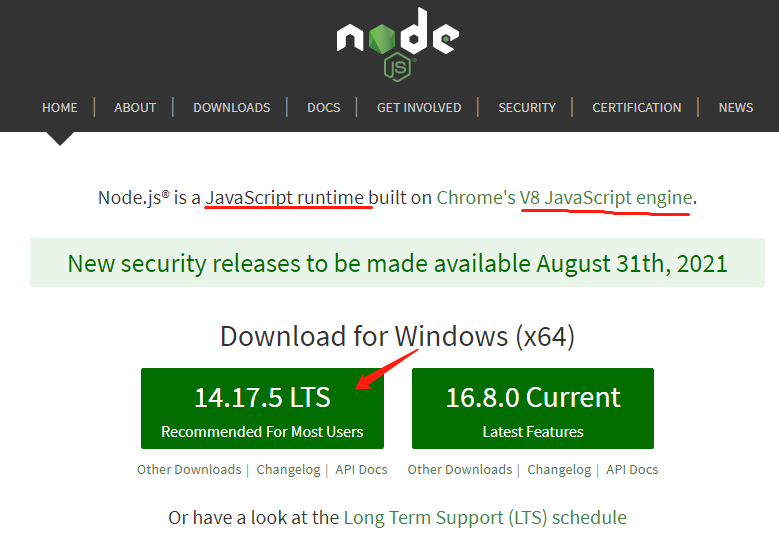 node
JS
HOME ABOUT DOWNLOADS DOCS GET INVOLVED SECURITY CERTIFICATION NEWS
Node.js® is a JavaScript runtime built on Chrome's V8 JavaScript engine.
New security releases to be made available August 31th, 2021
Download for Windows (x64)
14.17.5 LTS
Recommended For Most Users
16.8.0 Current
Latest Features
Other Downloads | Changelog | API Docs
Other Downloads | Changelog | API Docs
Or have a look at the Long Term Support (LTS) schedule